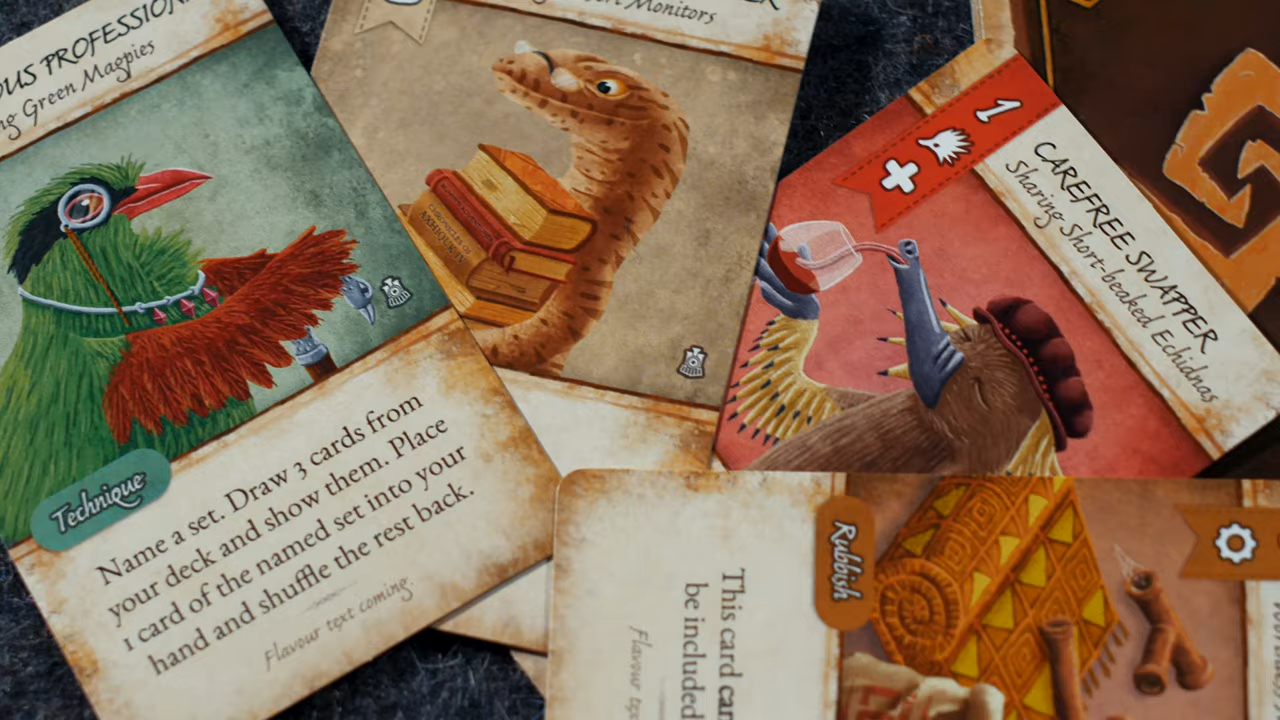 PROFESSION
Green Magpies
Technique
Name a set. Draw 3 cards from
your deck and show them. Place
1 card of the named set into your
hand and shuffle the rest back.
Flavour text coming.
Monitors
CHRONICLES OF
1
CAREFREE SWAPPER
Sharing Short-beaked Echidnas
Rubbish
This card
be included
Flavour